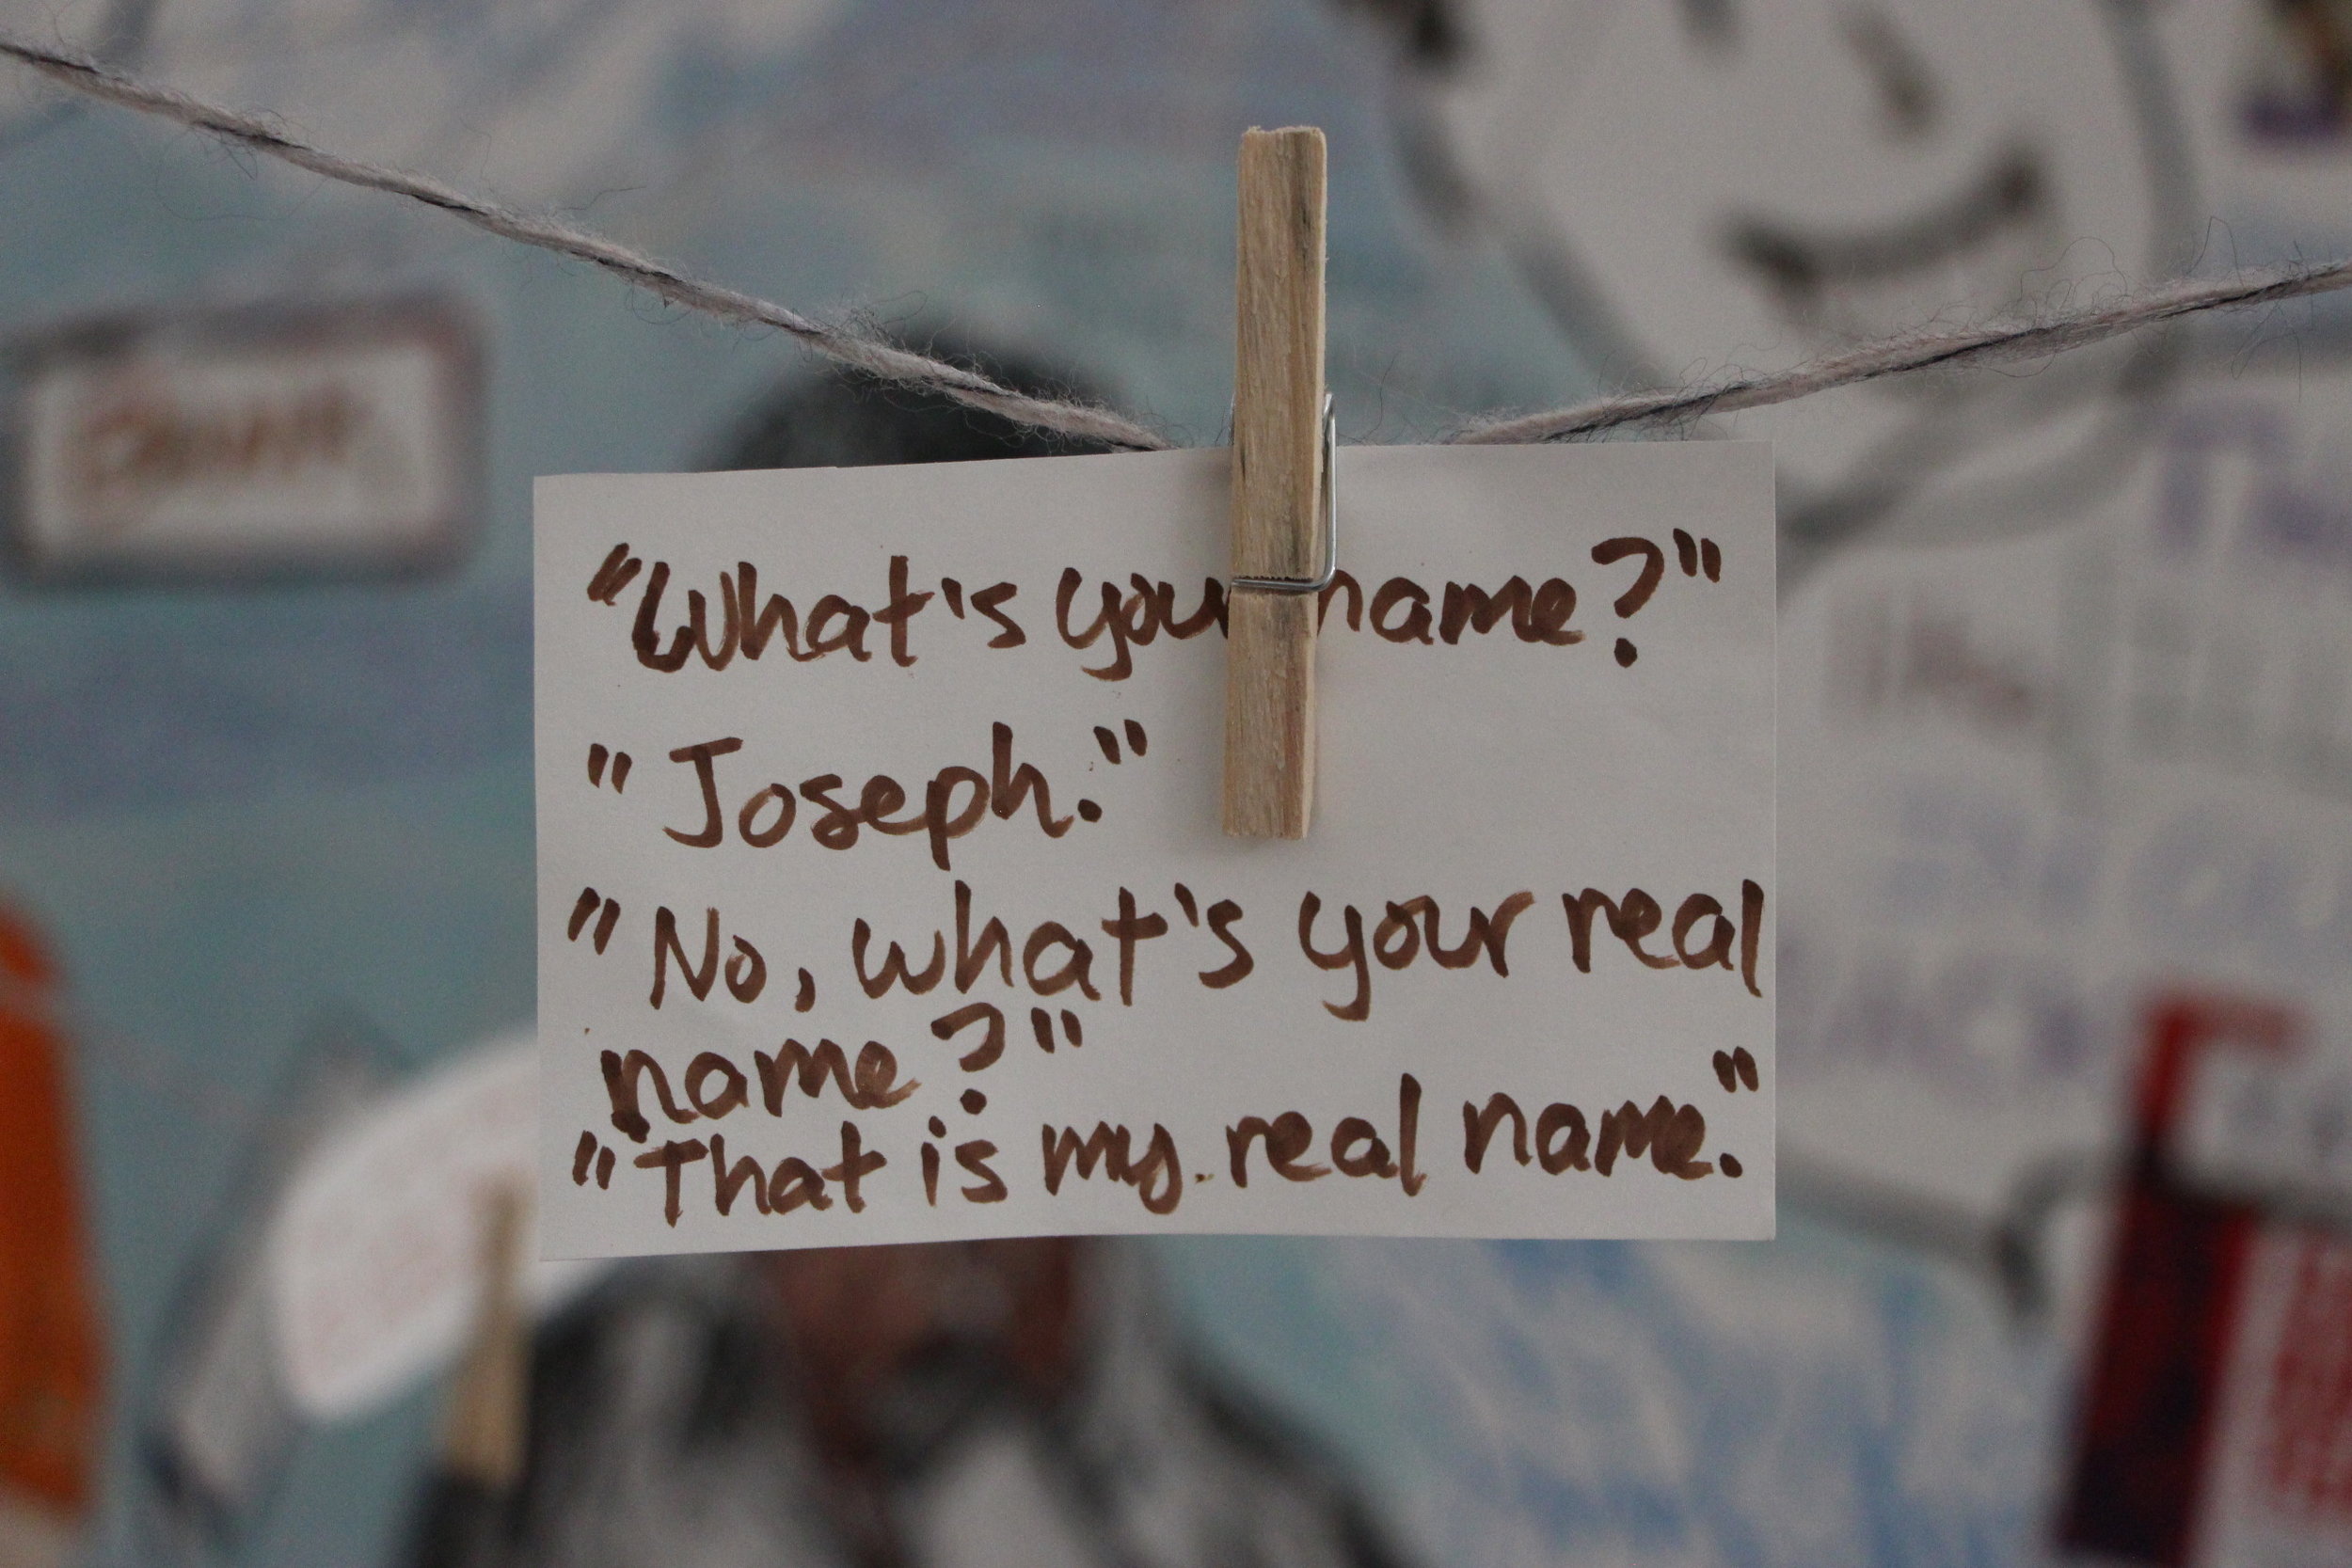 "What's your name?"
"Joseph."
"No, what's your real
name?"
"That is my real name."